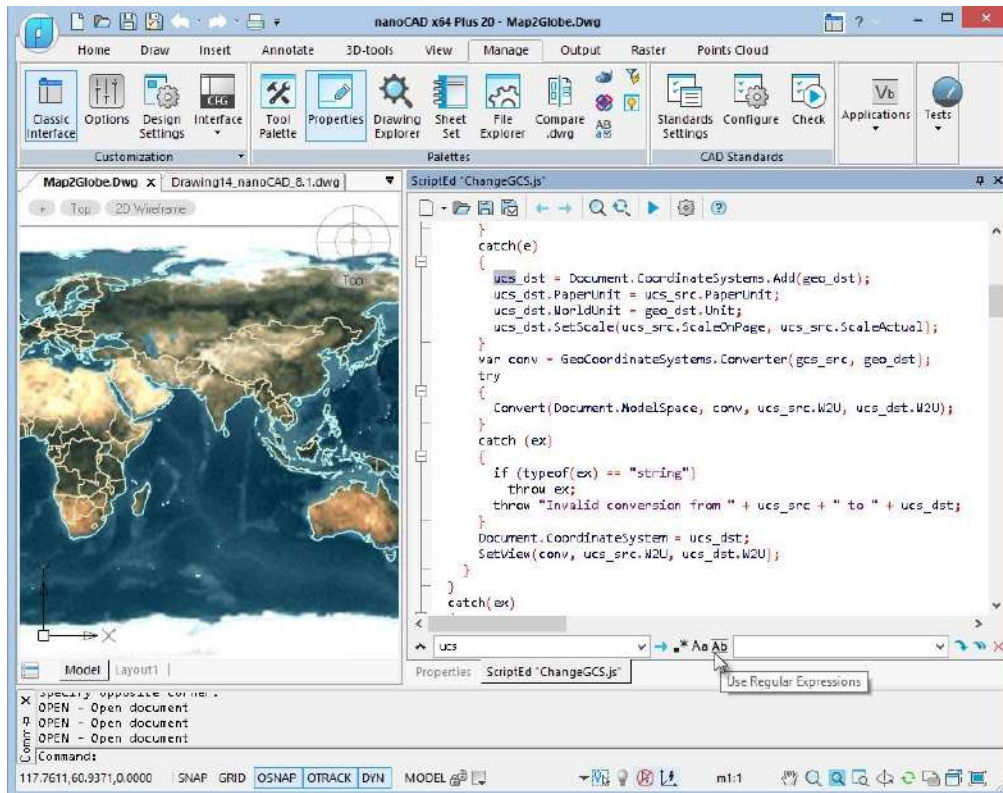 nanoCAD x64 Plus 20 - Map2Globe.Dwg
Home Draw Insert Annotate 3D-tools View Manage Output Raster Points Cloud
Classic Interface
Options
Design Settings
Interface
CFG
Tool Palette
Properties
Drawing Explorer
Sheet Set
File Explorer
Compare .dwg
Standards Settings
Configure
Check
Applications
Tests
Customization
Palettes
CAD Standards
Map2Globe.Dwg X Drawing14_nanoCAD_8.1.dwg
ScriptEd "ChangeGCS.js"
+ Top 2D Wireframe
Top
}
catch(e)
{
ucs_dst = Document.CoordinateSystems.Add(geo_dst);
ucs_dst.PaperUnit = ucs_src.PaperUnit;
ucs_dst.WorldUnit = geo_dst.Unit;
ucs_dst.SetScale(ucs_src.ScaleOnPage, ucs_src.ScaleActual);
}
var conv = GeoCoordinateSystems.Converter(gcs_src, geo_dst);
try
{
Convert(Document.ModelSpace, conv, ucs_src.W2U, ucs_dst.W2U);
}
catch (ex)
{
if (typeof(ex) == "string")
throw ex;
throw "Invalid conversion from " + ucs_src + " to " + ucs_dst;
}
Document.CoordinateSystem = ucs_dst;
SetView(conv, ucs_src.W2U, ucs_dst.W2U);
}
}
catch(ex)
Y
X
ucs
.* Aa Ab
Model Layout1
Properties ScriptEd "ChangeGCS.js"
Use Regular Expressions
Specify opposite corner:
OPEN - Open document
OPEN - Open document
OPEN - Open document
Command:
117.7611,60.9371,0.0000 SNAP GRID OSNAP OTRACK DYN MODEL m1:1